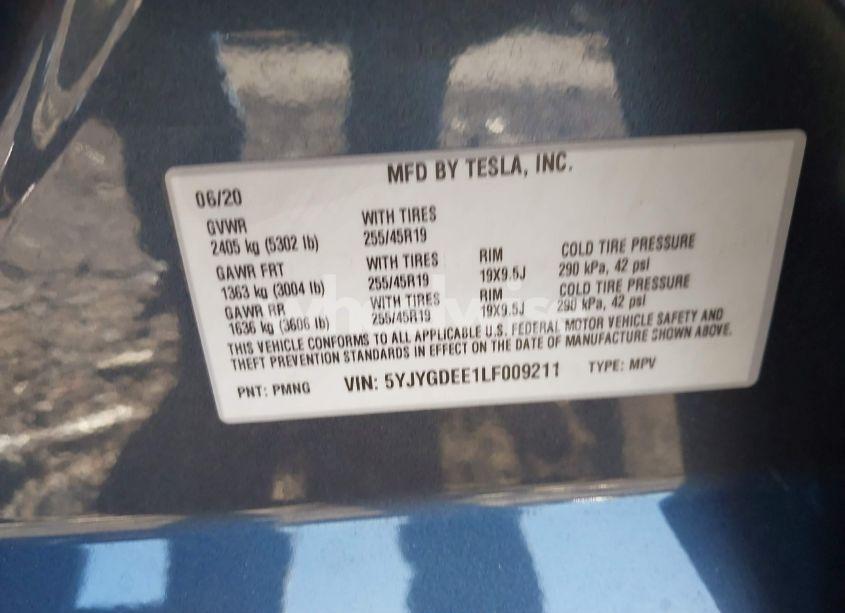 MFD BY TESLA, INC.
06/20
GVWR WITH TIRES
2405 kg (5302 lb) 255/45R19
GAWR FRT WITH TIRES RIM COLD TIRE PRESSURE
1363 kg (3004 lb) 255/45R19 19X9.5J 290 kPa, 42 psi
GAWR RR WITH TIRES RIM COLD TIRE PRESSURE
1636 kg (3606 lb) 255/45R19 19X9.5J 290 kPa, 42 psi
THIS VEHICLE CONFORMS TO ALL APPLICABLE U.S. FEDERAL MOTOR VEHICLE SAFETY AND
THEFT PREVENTION STANDARDS IN EFFECT ON THE DATE OF MANUFACTURE SHOWN ABOVE.
PNT: PMNG VIN: 5YJYGDEE1LF009211 TYPE: MPV